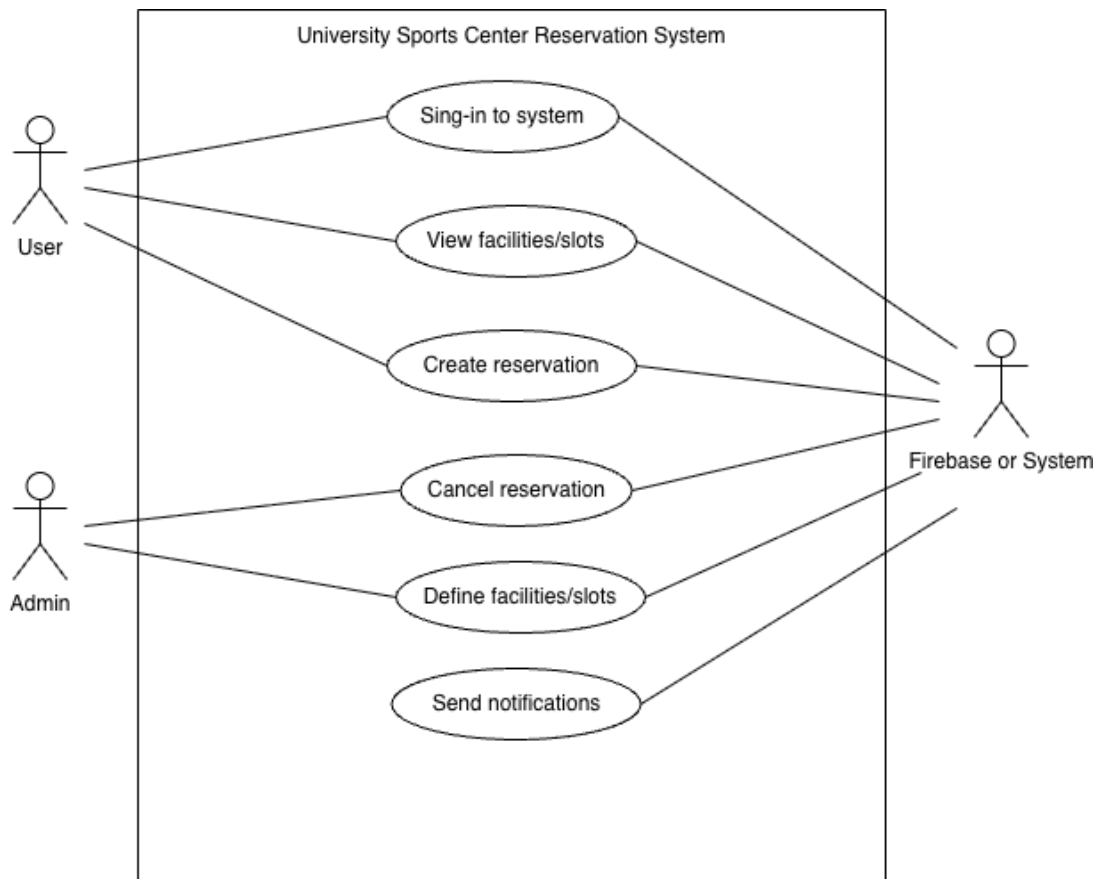 University Sports Center Reservation System
Sing-in to system
User
View facilities/slots
Create reservation
Firebase or System
Cancel reservation
Admin
Define facilities/slots
Send notifications